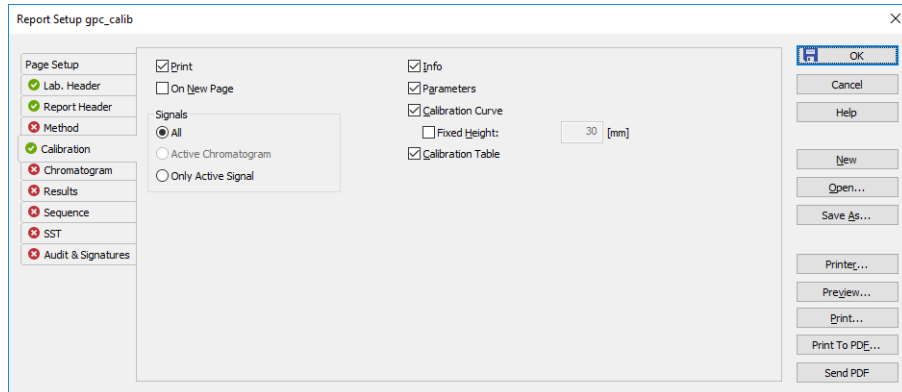 Report Setup gpc_calib
Page Setup
Lab. Header
Report Header
Method
Calibration
Chromatogram
Results
Sequence
SST
Audit & Signatures
Print
On New Page
Signals
All
Active Chromatogram
Only Active Signal
Info
Parameters
Calibration Curve
Fixed Height: 30 [mm]
Calibration Table
OK
Cancel
Help
New
Open...
Save As...
Printer...
Preview...
Print...
Print To PDF...
Send PDF